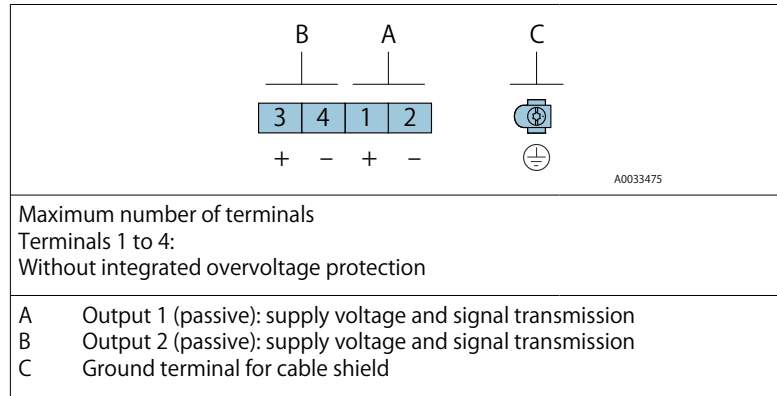 B A C
3 4 1 2
+ − + −
A0033475
Maximum number of terminals
Terminals 1 to 4:
Without integrated overvoltage protection
A Output 1 (passive): supply voltage and signal transmission
B Output 2 (passive): supply voltage and signal transmission
C Ground terminal for cable shield